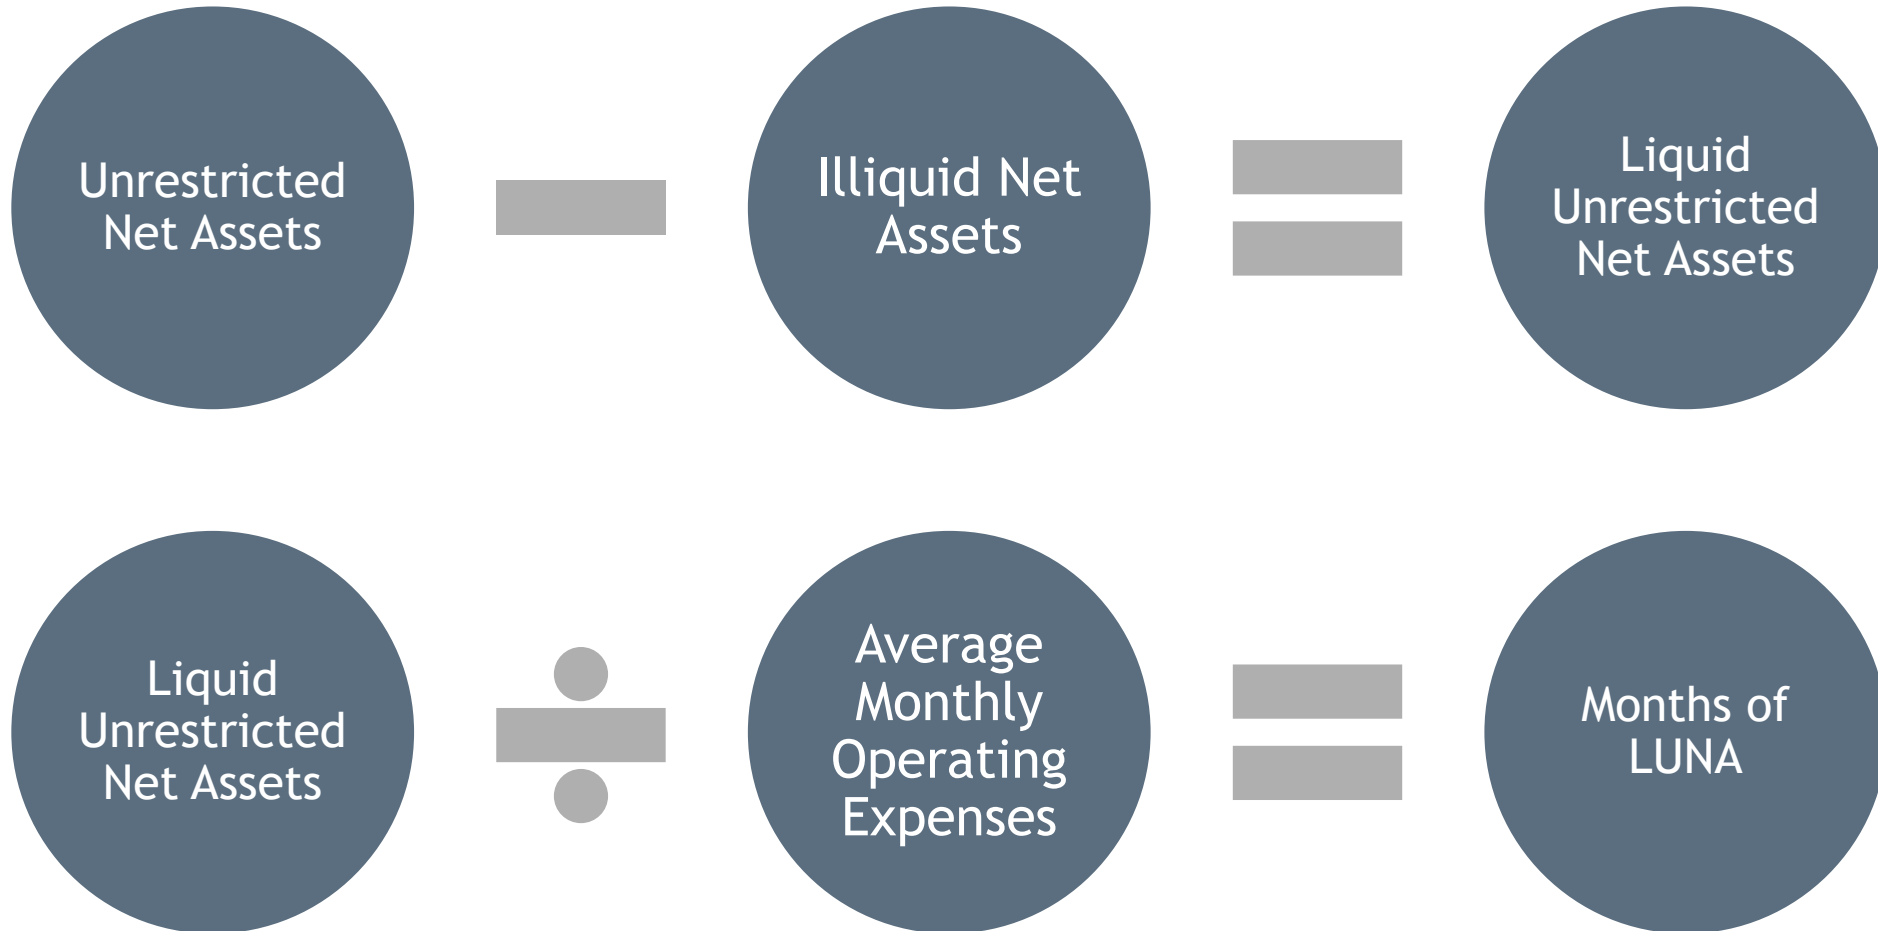 Unrestricted
Net Assets
Illiquid Net
Assets
Liquid
Unrestricted
Net Assets
Liquid
Unrestricted
Net Assets
Average
Monthly
Operating
Expenses
Months of
LUNA